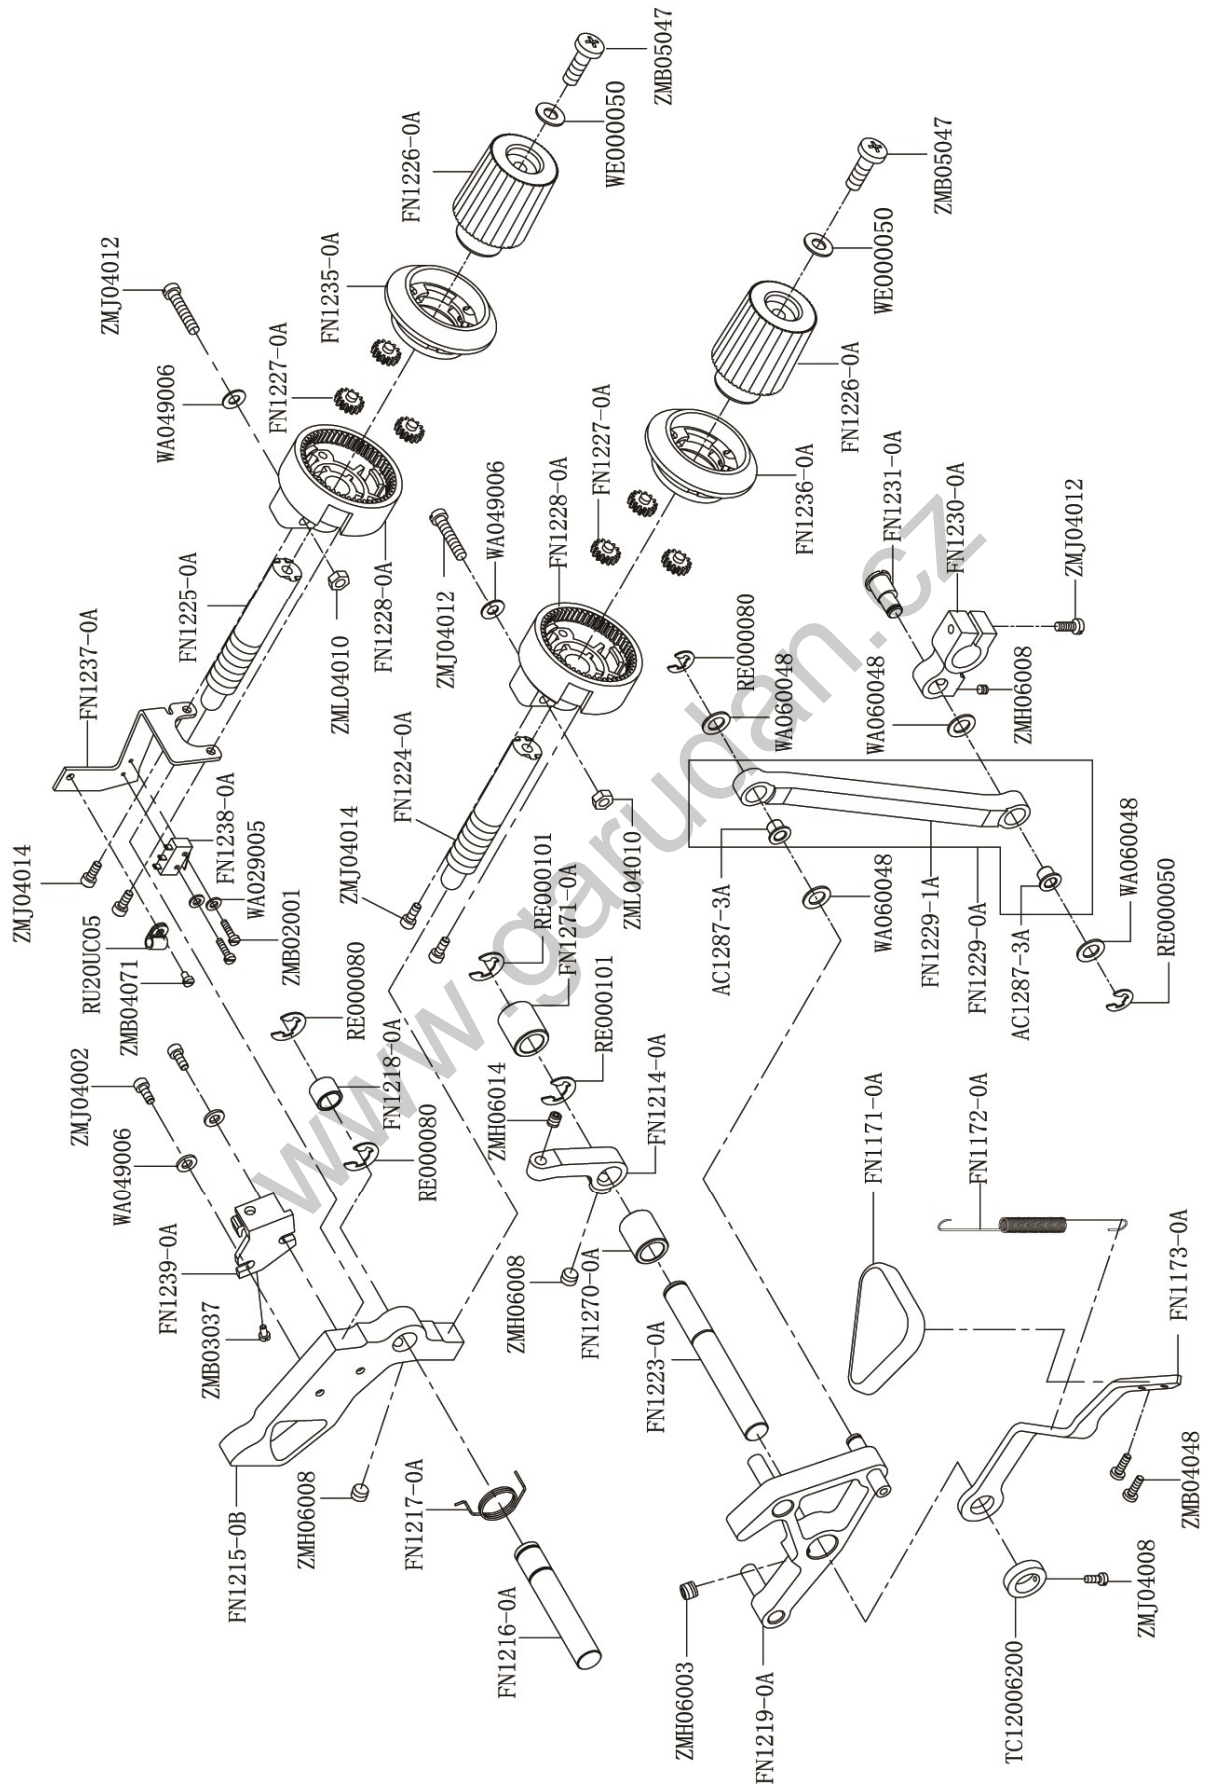 ZMB05047
WE000050
FN1226-0A
FN1235-0A
ZMJ04012
FN1227-0A
WA049006
FN1225-0A
FN1228-0A
ZML04010
FN1237-0A
FN1238-0A
WA029005
ZMB02001
ZMJ04014
RU20UC05
ZMB04071
ZMJ04002
WA049006
FN1239-0A
ZMB03037
RE000080
FN1218-0A
RE000080
FN1215-0B
ZMH06008
FN1217-0A
FN1216-0A
ZMB05047
WE000050
FN1226-0A
FN1236-0A
FN1227-0A
FN1228-0A
WA049006
ZMJ04012
FN1224-0A
ZMJ04014
ZML04010
RE000101
FN1271-0A
RE000101
ZMH06014
FN1214-0A
ZMH06008
FN1270-0A
FN1223-0A
ZMH06003
FN1219-0A
FN1231-0A
FN1230-0A
ZMJ04012
ZMH06008
WA060048
RE000080
WA060048
AC1287-3A
WA060048
FN1229-1A
FN1229-0A
AC1287-3A
WA060048
RE000050
FN1171-0A
FN1172-0A
FN1173-0A
ZMB04048
ZMJ04008
TC12006200
www.garudan.cz